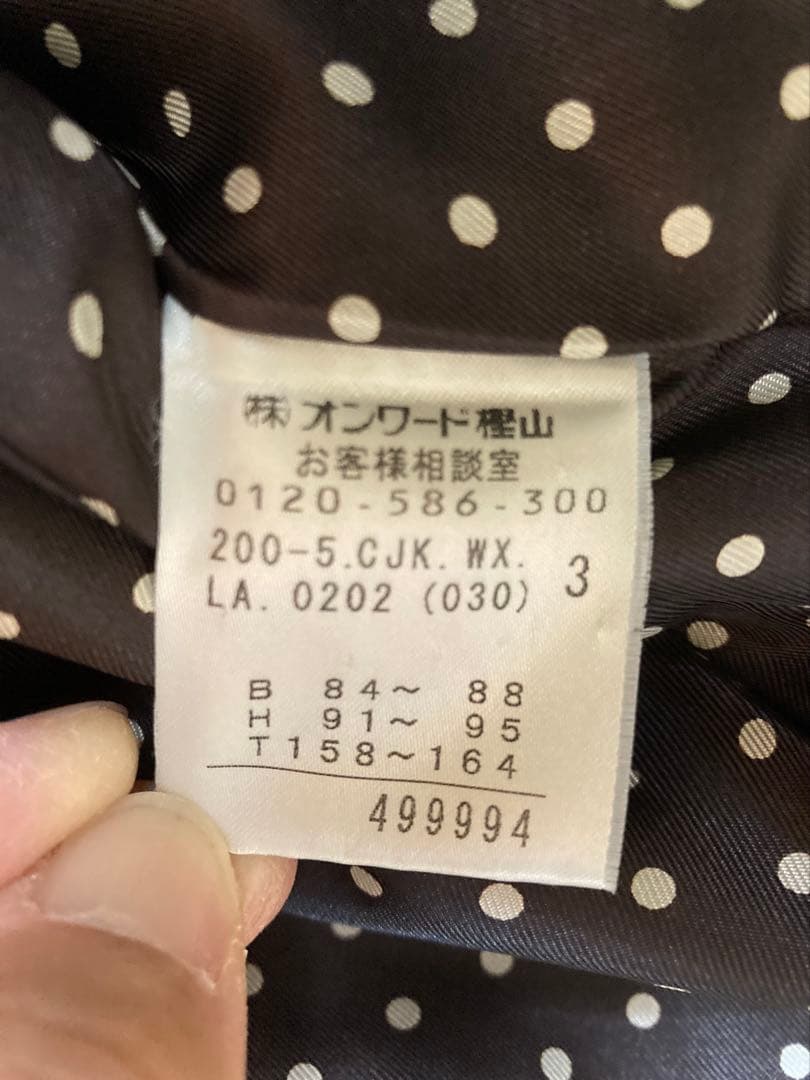 ㈱オンワード樫山
お客様相談室
0120-586-300
200-5.CJK.WX.
LA. 0202 (030) 3
B 84～ 88
H 91～ 95
T158～164
499994